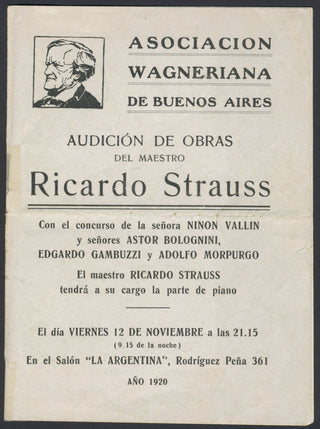 ASOCIACION
WAGNERIANA
DE BUENOS AIRES
AUDICIÓN DE OBRAS
DEL MAESTRO
Ricardo Strauss
Con el concurso de la señora NINON VALLIN
y señores ASTOR BOLOGNINI,
EDGARDO GAMBUZZI y ADOLFO MORPURGO
El maestro RICARDO STRAUSS
tendrá a su cargo la parte de piano
El día VIERNES 12 DE NOVIEMBRE a las 21.15
(9.15 de la noche)
En el Salón "LA ARGENTINA", Rodríguez Peña 361
AÑO 1920